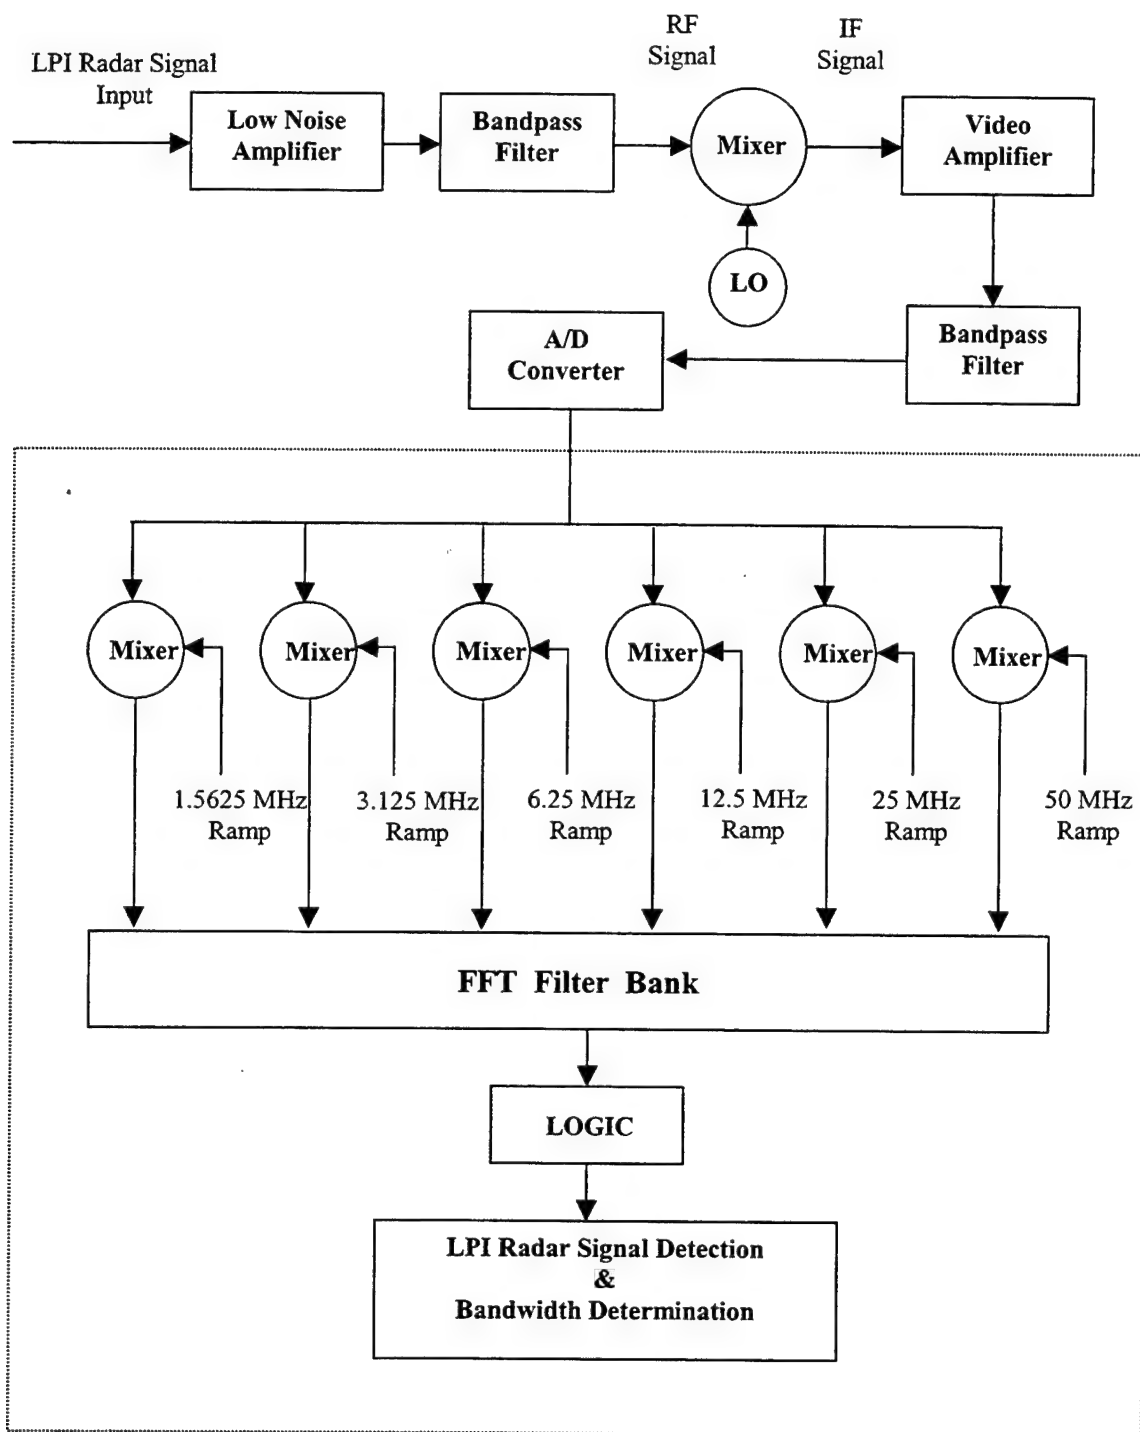 RF
Signal
IF
Signal
LPI Radar Signal
Input
Low Noise
Amplifier
Bandpass
Filter
Mixer
Video
Amplifier
LO
A/D
Converter
Bandpass
Filter
Mixer
Mixer
Mixer
Mixer
Mixer
Mixer
1.5625 MHz
Ramp
3.125 MHz
Ramp
6.25 MHz
Ramp
12.5 MHz
Ramp
25 MHz
Ramp
50 MHz
Ramp
FFT Filter Bank
LOGIC
LPI Radar Signal Detection
&
Bandwidth Determination